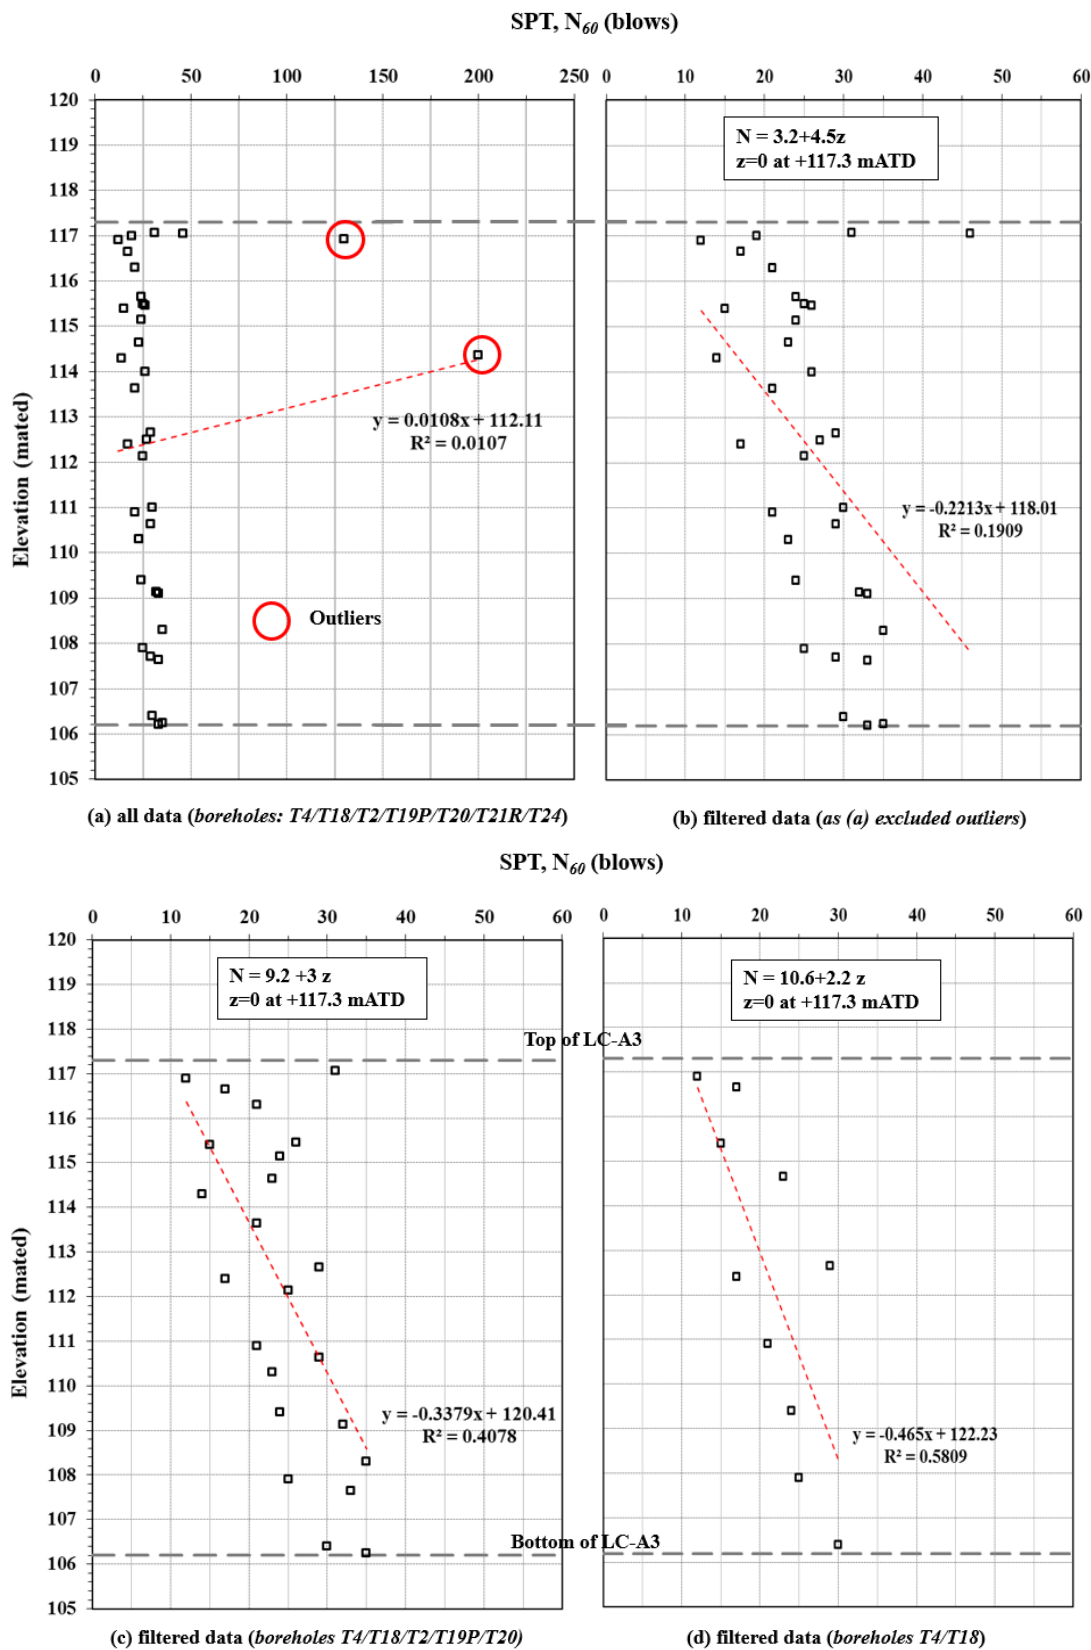 SPT, N60 (blows)
0 50 100 150 200 250
0 10 20 30 40 50 60
120
119
118
117
116
115
114
113
112
111
110
109
108
107
106
105
Elevation (mated)
N = 3.2+4.5z
z=0 at +117.3 mATD
y = 0.0108x + 112.11
R² = 0.0107
y = -0.2213x + 118.01
R² = 0.1909
Outliers
(a) all data (boreholes: T4/T18/T2/T19P/T20/T21R/T24)
(b) filtered data (as (a) excluded outliers)
SPT, N60 (blows)
0 10 20 30 40 50 60
0 10 20 30 40 50 60
120
119
118
117
116
115
114
113
112
111
110
109
108
107
106
105
Elevation (mated)
N = 9.2 +3 z
z=0 at +117.3 mATD
N = 10.6+2.2 z
z=0 at +117.3 mATD
Top of LC-A3
y = -0.3379x + 120.41
R² = 0.4078
y = -0.465x + 122.23
R² = 0.5809
Bottom of LC-A3
(c) filtered data (boreholes T4/T18/T2/T19P/T20)
(d) filtered data (boreholes T4/T18)